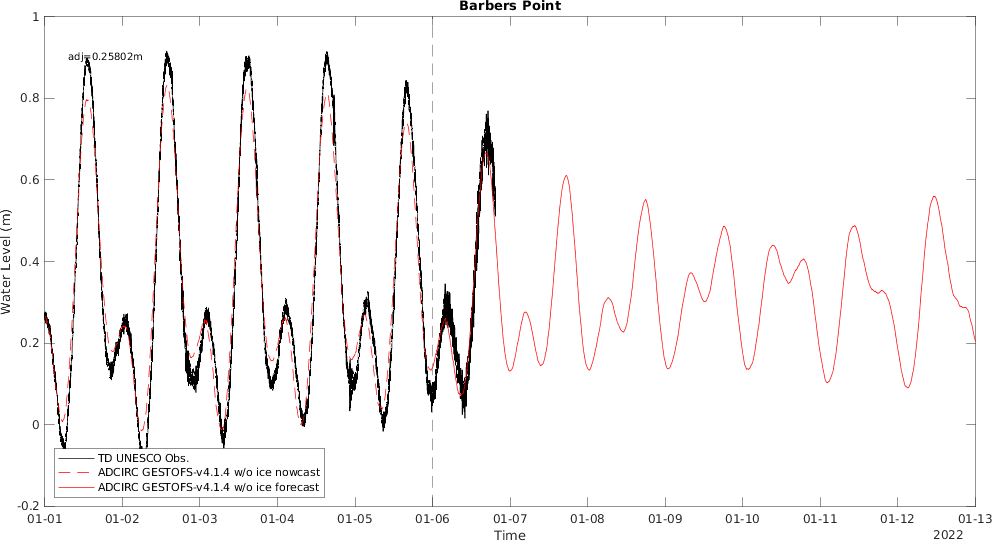 Barbers Point
adj=0.25802m
Water Level (m)
1
0.8
0.6
0.4
0.2
0
-0.2
TD UNESCO Obs.
ADCIRC GESTOFS-v4.1.4 w/o ice nowcast
ADCIRC GESTOFS-v4.1.4 w/o ice forecast
01-01 01-02 01-03 01-04 01-05 01-06 01-07 01-08 01-09 01-10 01-11 01-12 01-13
Time
2022